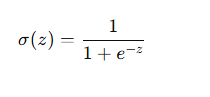 σ(z) = 1 / (1 + e^{−z})